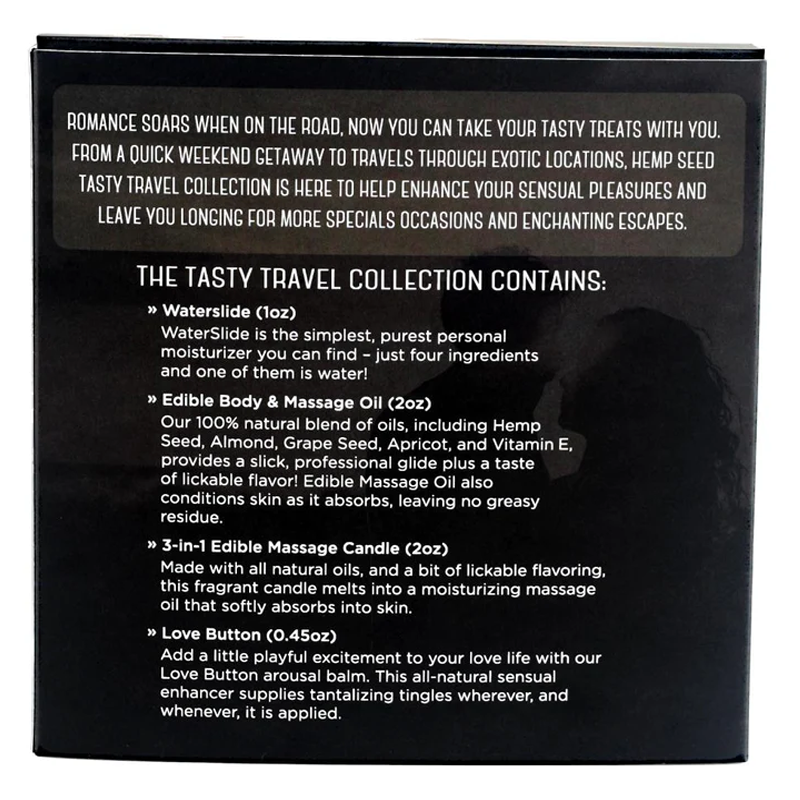 ROMANCE SOARS WHEN ON THE ROAD, NOW YOU CAN TAKE YOUR TASTY TREATS WITH YOU.
FROM A QUICK WEEKEND GETAWAY TO TRAVELS THROUGH EXOTIC LOCATIONS, HEMP SEED
TASTY TRAVEL COLLECTION IS HERE TO HELP ENHANCE YOUR SENSUAL PLEASURES AND
LEAVE YOU LONGING FOR MORE SPECIALS OCCASIONS AND ENCHANTING ESCAPES.
THE TASTY TRAVEL COLLECTION CONTAINS:
» Waterslide (1oz)
WaterSlide is the simplest, purest personal
moisturizer you can find – just four ingredients
and one of them is water!
» Edible Body & Massage Oil (2oz)
Our 100% natural blend of oils, including Hemp
Seed, Almond, Grape Seed, Apricot, and Vitamin E,
provides a slick, professional glide plus a taste
of lickable flavor! Edible Massage Oil also
conditions skin as it absorbs, leaving no greasy
residue.
» 3-in-1 Edible Massage Candle (2oz)
Made with all natural oils, and a bit of lickable flavoring,
this fragrant candle melts into a moisturizing massage
oil that softly absorbs into skin.
» Love Button (0.45oz)
Add a little playful excitement to your love life with our
Love Button arousal balm. This all-natural sensual
enhancer supplies tantalizing tingles wherever, and
whenever, it is applied.